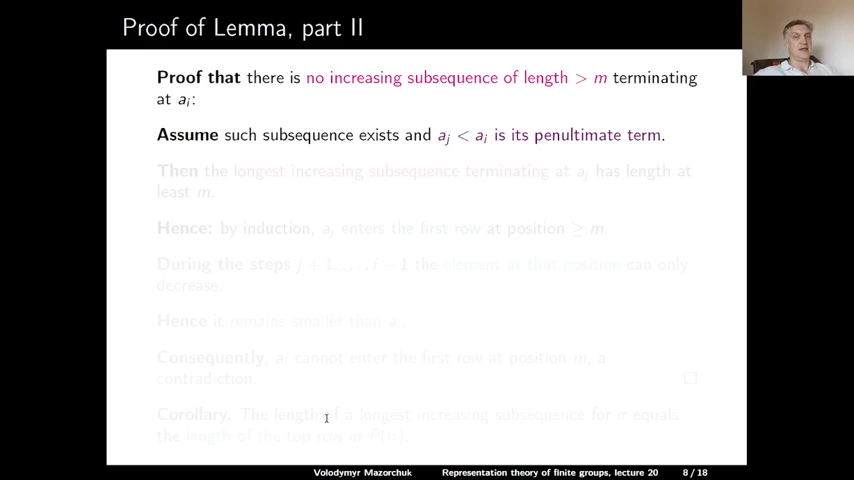 Proof of Lemma, part II
Proof that there is no increasing subsequence of length > m terminating
at aᵢ:
Assume such subsequence exists and aⱼ < aᵢ is its penultimate term.
Then the longest increasing subsequence terminating at aⱼ has length at
least m.
Hence: by induction, aⱼ enters the first row at position ≥ m.
During the steps j + 1, . . . , i − 1 the element at that position can only
decrease.
Hence it remains smaller than aᵢ.
Consequently, aᵢ cannot enter the first row at position m, a
contradiction. □
Corollary. The length of a longest increasing subsequence for σ equals
the length of the top row in
Volodymyr Mazorchuk Representation theory of finite groups, lecture 20 8 / 18